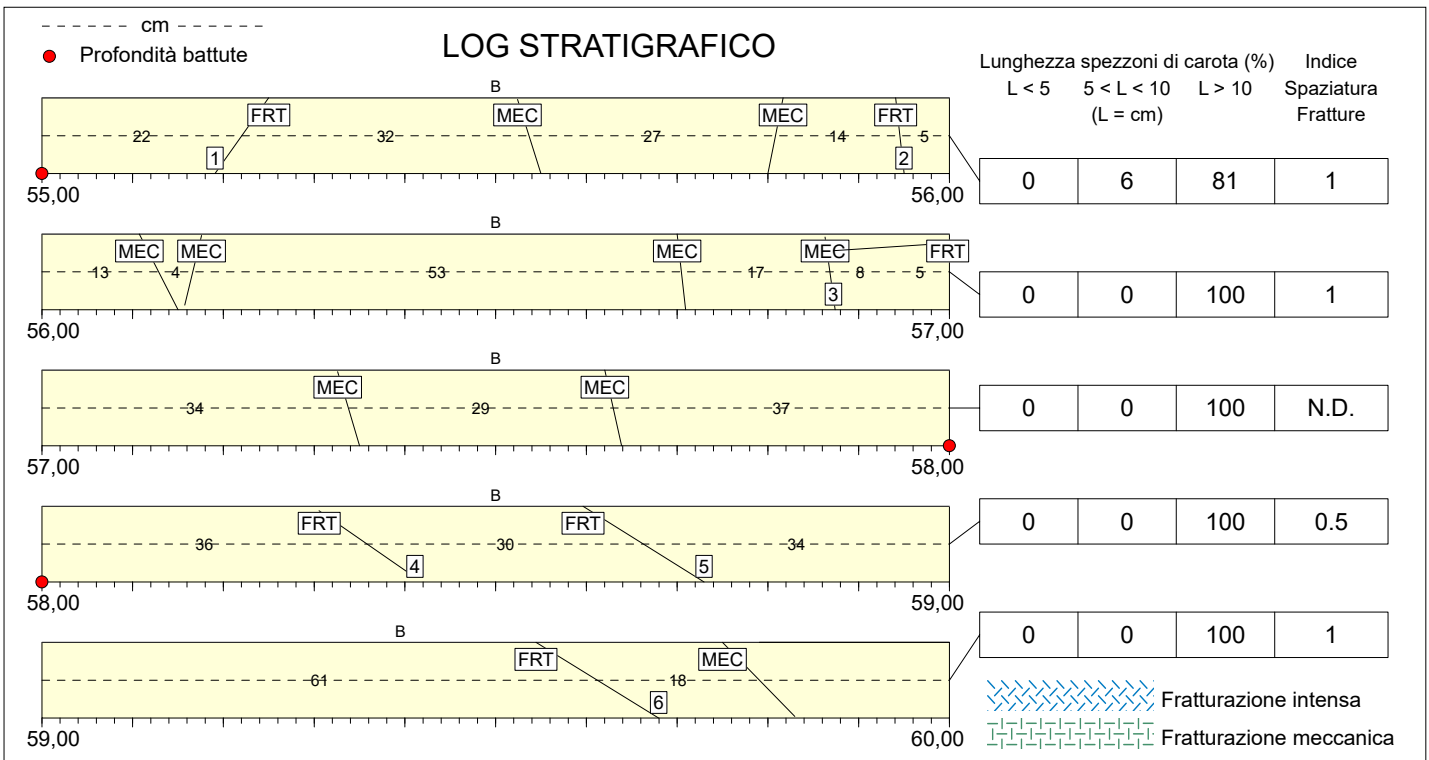 cm
Profondità battute
LOG STRATIGRAFICO
Lunghezza spezzoni di carota (%)
L < 5 5 < L < 10 L > 10
(L = cm)
Indice
Spaziatura
Fratture
B
FRT MEC MEC FRT
22 32 27 14 5
1 2
55,00 56,00
0 6 81 1
B
MEC MEC MEC MEC FRT
13 4 53 17 8 5
3
56,00 57,00
0 0 100 1
B
MEC MEC
34 29 37
57,00 58,00
0 0 100 N.D.
B
FRT FRT
36 30 34
4 5
58,00 59,00
0 0 100 0.5
B
FRT MEC
61 18
6
59,00 60,00
0 0 100 1
Fratturazione intensa
Fratturazione meccanica